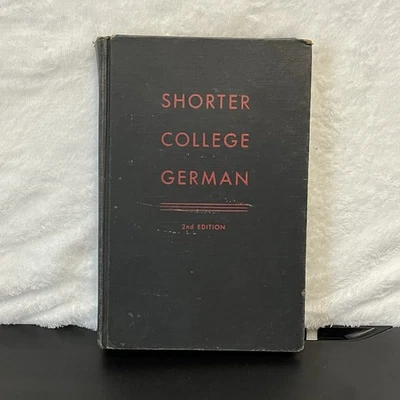 SHORTER
COLLEGE
GERMAN
2nd EDITION